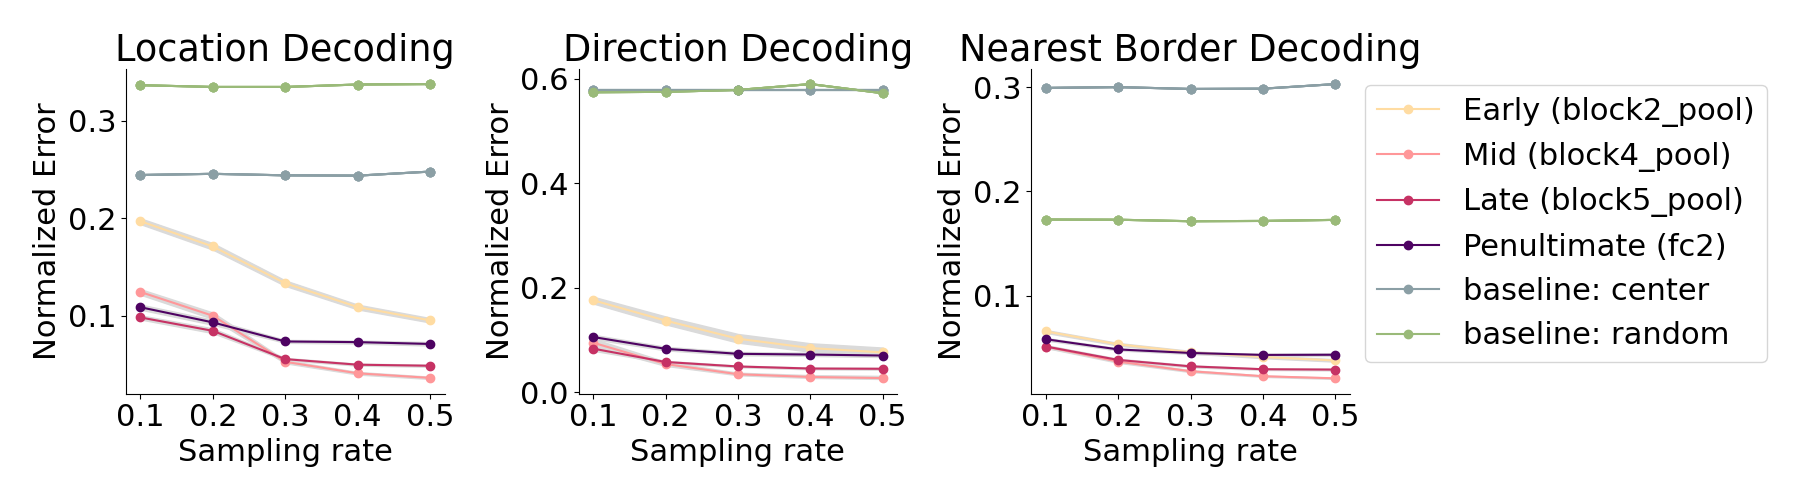 Location Decoding
Normalized Error
0.3
0.2
0.1
0.1 0.2 0.3 0.4 0.5
Sampling rate
Direction Decoding
Normalized Error
0.6
0.4
0.2
0.0
0.1 0.2 0.3 0.4 0.5
Sampling rate
Nearest Border Decoding
Normalized Error
0.3
0.2
0.1
0.1 0.2 0.3 0.4 0.5
Sampling rate
Early (block2_pool)
Mid (block4_pool)
Late (block5_pool)
Penultimate (fc2)
baseline: center
baseline: random